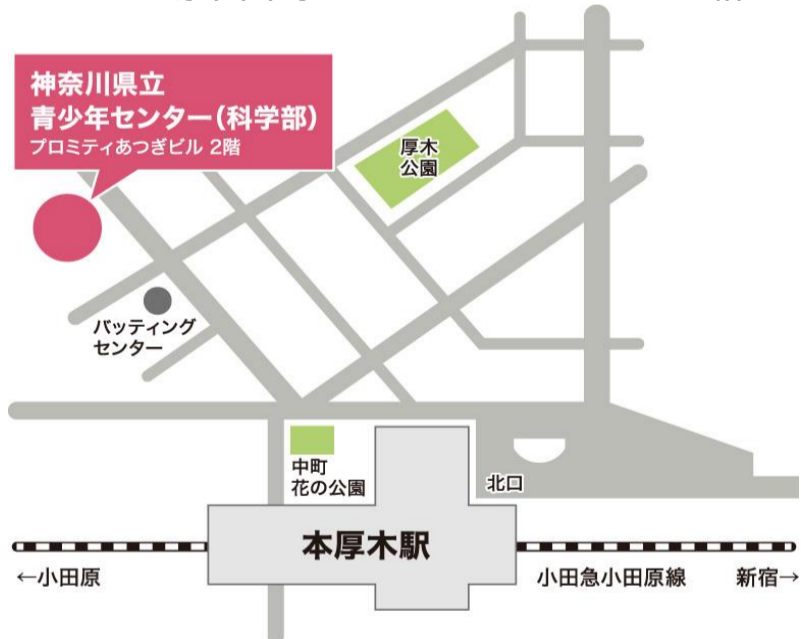 神奈川県立
青少年センター(科学部)
プロミティあつぎビル 2階
厚木
公園
バッティング
センター
中町
花の公園
北口
本厚木駅
←小田原
小田急小田原線
新宿→